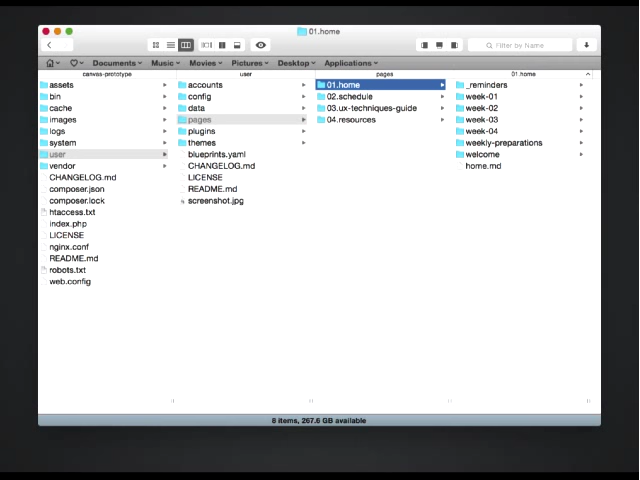 01.home
Filter by Name
Documents Music Movies Pictures Desktop Applications
canvas-prototype
user
pages
01.home
assets
bin
cache
images
logs
system
user
vendor
CHANGELOG.md
composer.json
composer.lock
htaccess.txt
index.php
LICENSE
nginx.conf
README.md
robots.txt
web.config
accounts
config
data
pages
plugins
themes
blueprints.yaml
CHANGELOG.md
LICENSE
README.md
screenshot.jpg
01.home
02.schedule
03.ux-techniques-guide
04.resources
_reminders
week-01
week-02
week-03
week-04
weekly-preparations
welcome
home.md
8 items, 267.6 GB available